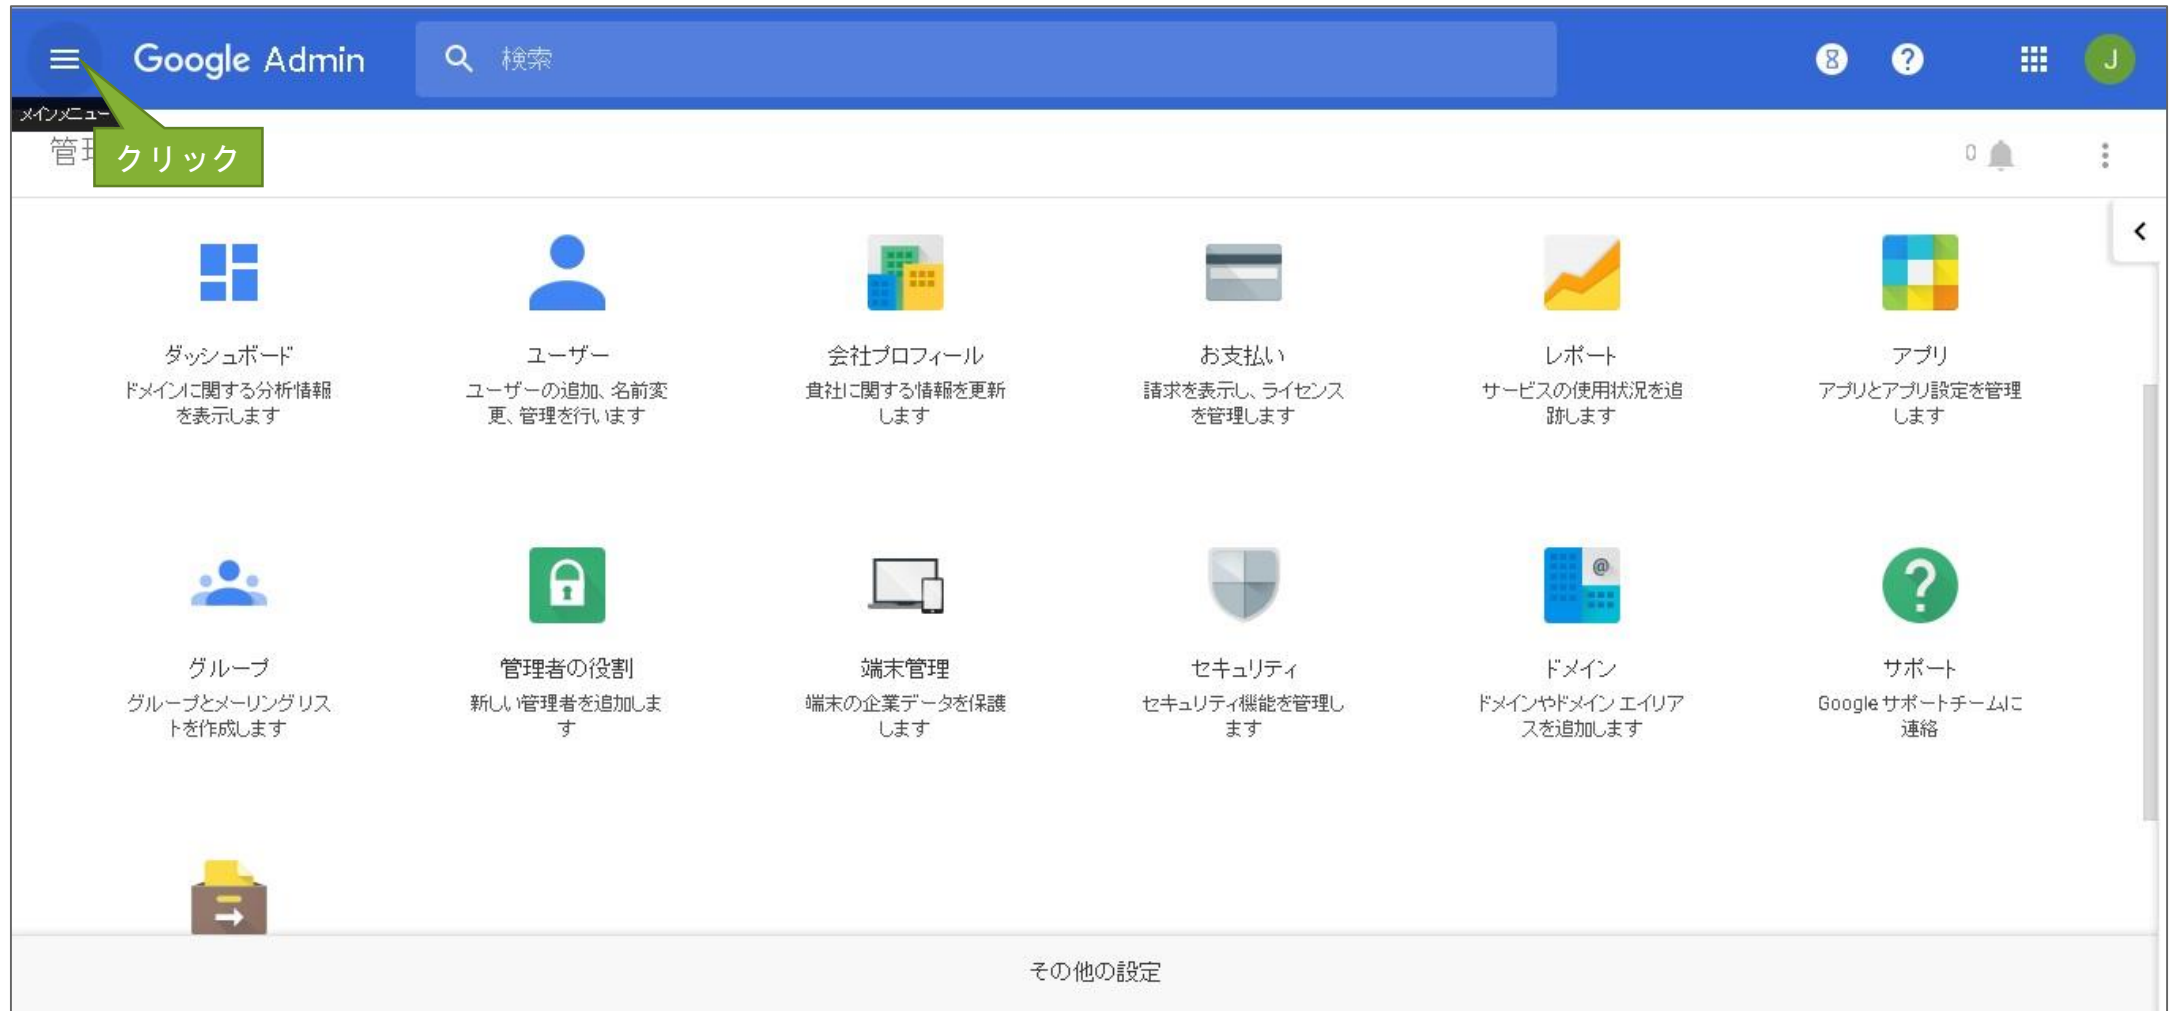 Google Admin
検索
J
メインメニュー
クリック
0
ダッシュボード
ドメインに関する分析情報
を表示します
ユーザー
ユーザーの追加、名前変
更、管理を行います
会社プロフィール
貴社に関する情報を更新
します
お支払い
請求を表示し、ライセンス
を管理します
レポート
サービスの使用状況を追
跡します
アプリ
アプリとアプリ設定を管理
します
グループ
グループとメーリングリス
トを作成します
管理者の役割
新しい管理者を追加しま
す
端末管理
端末の企業データを保護
します
セキュリティ
セキュリティ機能を管理し
ます
@
ドメイン
ドメインやドメイン エイリア
スを追加します
?
サポート
Google サポートチームに
連絡
その他の設定